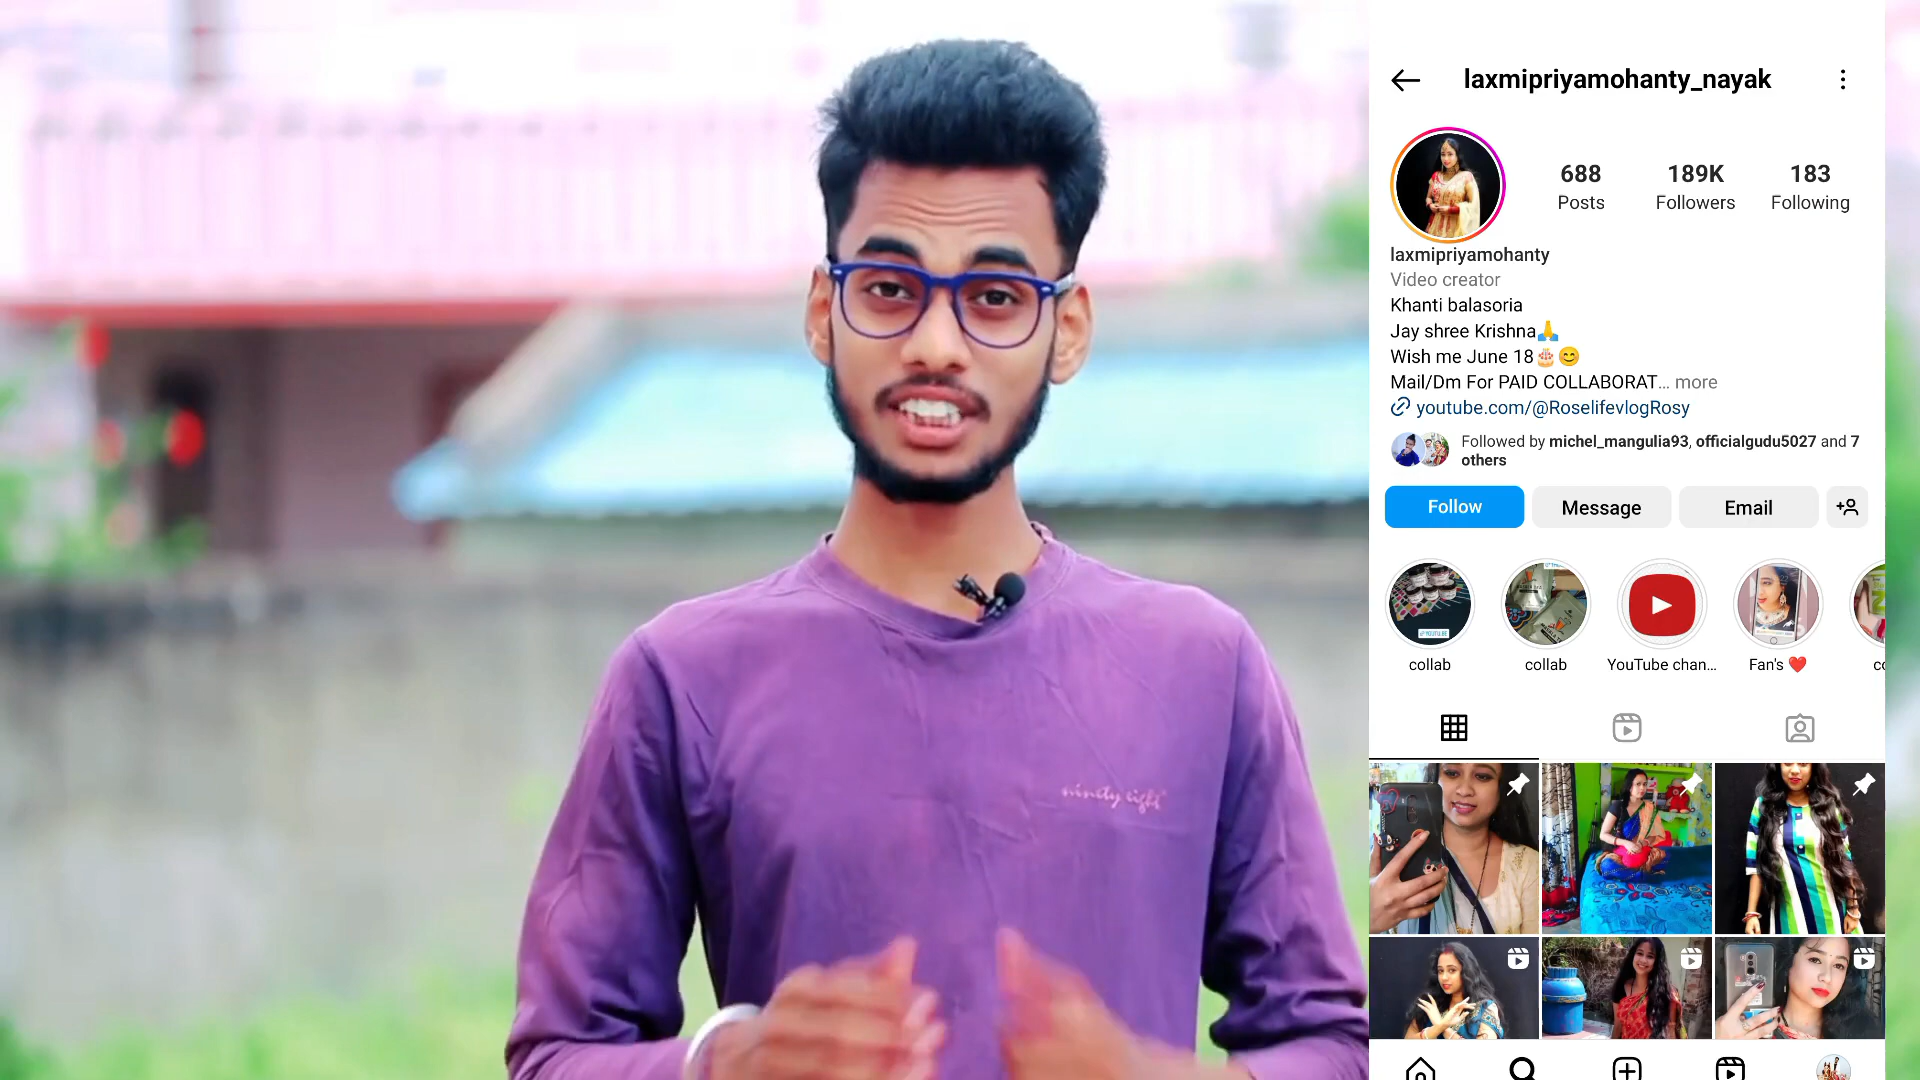 laxmipriyamohanty_nayak
688
189K
183
Posts
Followers
Following
laxmipriyamohanty
Video creator
Khanti balasoria
Jay shree Krishna🙏
Wish me June 18🎂😊
Mail/Dm For PAID COLLABORAT... more
youtube.com/@RoselifevlogRosy
Followed by michel_mangulia93, officialgudu5027 and 7
others
Follow
Message
Email
collab
collab
YouTube chan...
Fan's ❤️
ninety eight